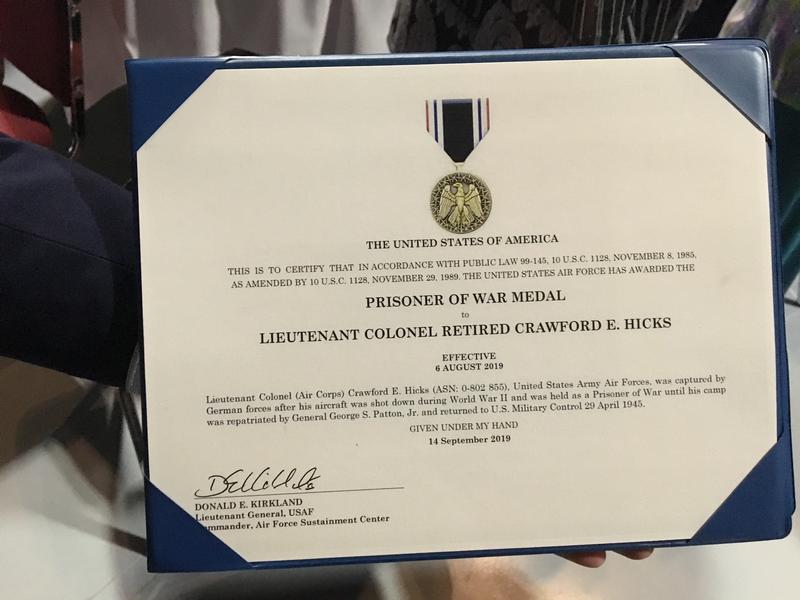 THE UNITED STATES OF AMERICA
THIS IS TO CERTIFY THAT IN ACCORDANCE WITH PUBLIC LAW 99-145, 10 U.S.C. 1128, NOVEMBER 8, 1985,
AS AMENDED BY 10 U.S.C. 1128, NOVEMBER 29, 1989. THE UNITED STATES AIR FORCE HAS AWARDED THE
PRISONER OF WAR MEDAL
to
LIEUTENANT COLONEL RETIRED CRAWFORD E. HICKS
EFFECTIVE
6 AUGUST 2019
Lieutenant Colonel (Air Corps) Crawford E. Hicks (ASN: 0-802 855), United States Army Air Forces, was captured by
German forces after his aircraft was shot down during World War II and was held as a Prisoner of War until his camp
was repatriated by General George S. Patton, Jr. and returned to U.S. Military Control 29 April 1945.
GIVEN UNDER MY HAND
14 September 2019
DONALD E. KIRKLAND
Lieutenant General, USAF
ommander, Air Force Sustainment Center